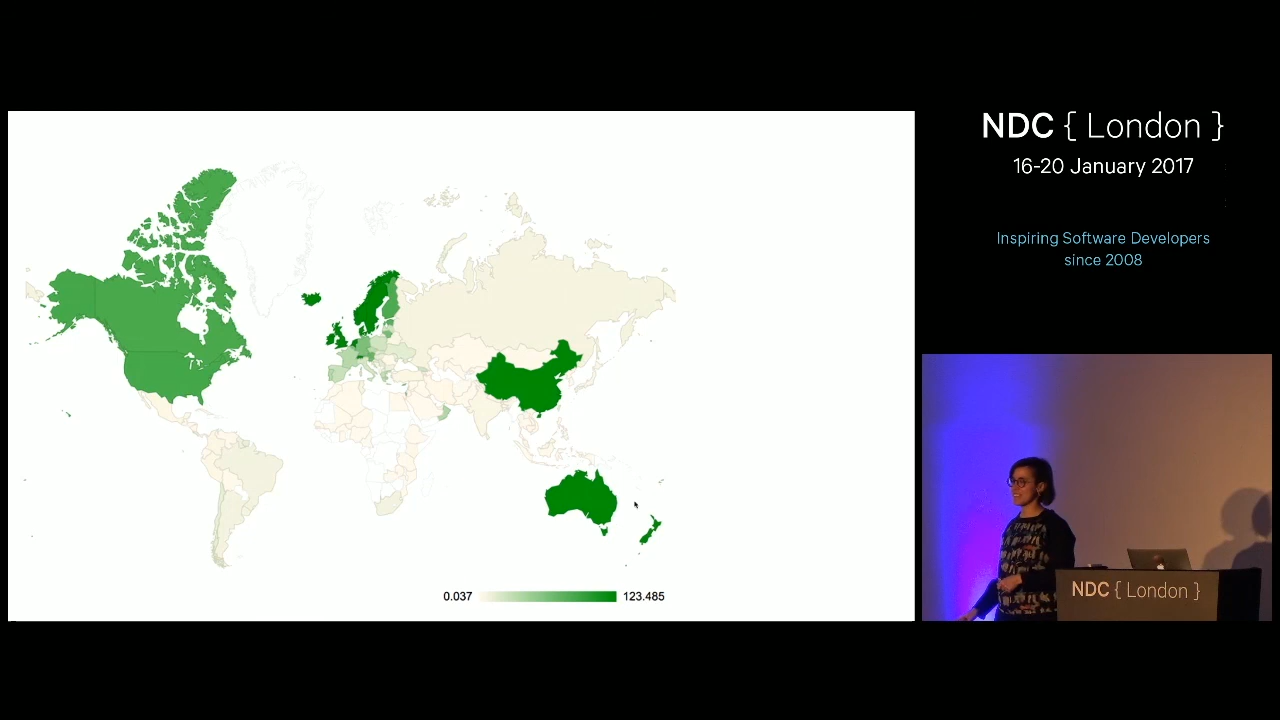 NDC { London }
16-20 January 2017
Inspiring Software Developers
since 2008
0.037
123.485
NDC { London }